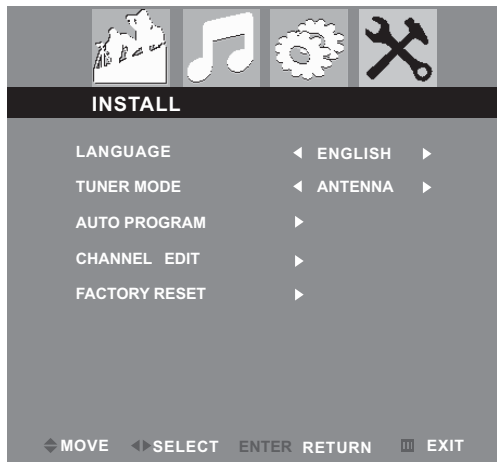 INSTALL
LANGUAGE ENGLISH
TUNER MODE ANTENNA
AUTO PROGRAM
CHANNEL EDIT
FACTORY RESET
MOVE SELECT ENTER RETURN EXIT